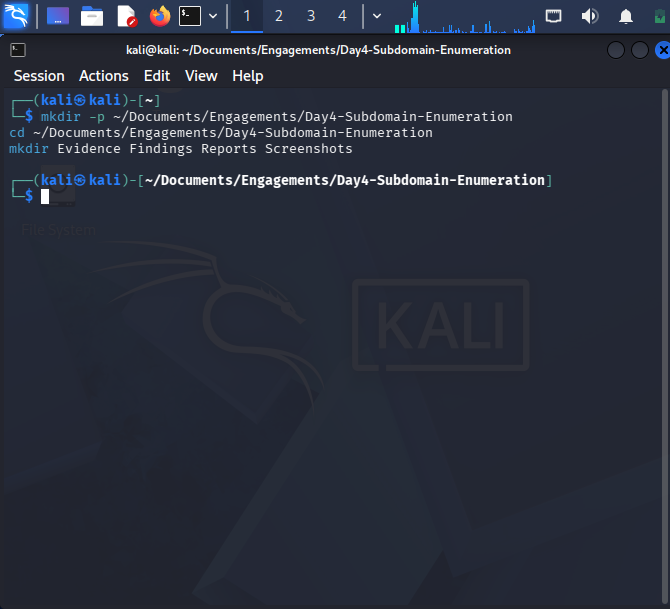 1 2 3 4
kali@kali: ~/Documents/Engagements/Day4-Subdomain-Enumeration
Session Actions Edit View Help
┌──(kali㉿kali)-[~]
└─$ mkdir -p ~/Documents/Engagements/Day4-Subdomain-Enumeration
cd ~/Documents/Engagements/Day4-Subdomain-Enumeration
mkdir Evidence Findings Reports Screenshots
┌──(kali㉿kali)-[~/Documents/Engagements/Day4-Subdomain-Enumeration]
└─$
File System
KALI